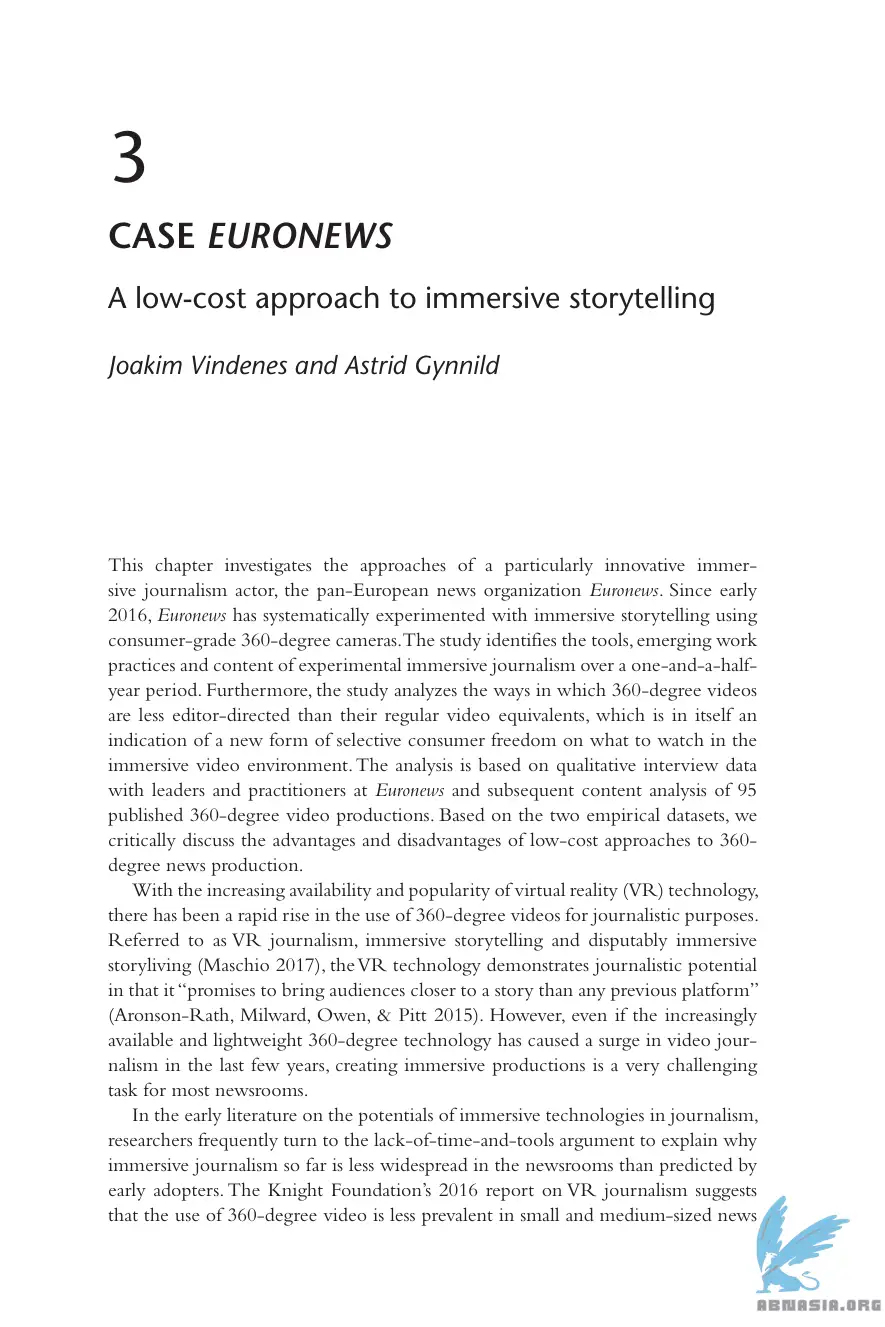 3
CASE EURONEWS
A low-cost approach to immersive storytelling
Joakim Vindenes and Astrid Gynnild
This chapter investigates the approaches of a particularly innovative immer-
sive journalism actor, the pan-European news organization Euronews. Since early
2016, Euronews has systematically experimented with immersive storytelling using
consumer-grade 360-degree cameras. The study identifies the tools, emerging work
practices and content of experimental immersive journalism over a one-and-a-half-
year period. Furthermore, the study analyzes the ways in which 360-degree videos
are less editor-directed than their regular video equivalents, which is in itself an
indication of a new form of selective consumer freedom on what to watch in the
immersive video environment. The analysis is based on qualitative interview data
with leaders and practitioners at Euronews and subsequent content analysis of 95
published 360-degree video productions. Based on the two empirical datasets, we
critically discuss the advantages and disadvantages of low-cost approaches to 360-
degree news production.
With the increasing availability and popularity of virtual reality (VR) technology,
there has been a rapid rise in the use of 360-degree videos for journalistic purposes.
Referred to as VR journalism, immersive storytelling and disputably immersive
storyliving (Maschio 2017), the VR technology demonstrates journalistic potential
in that it “promises to bring audiences closer to a story than any previous platform”
(Aronson-Rath, Milward, Owen, & Pitt 2015). However, even if the increasingly
available and lightweight 360-degree technology has caused a surge in video jour-
nalism in the last few years, creating immersive productions is a very challenging
task for most newsrooms.
In the early literature on the potentials of immersive technologies in journalism,
researchers frequently turn to the lack-of-time-and-tools argument to explain why
immersive journalism so far is less widespread in the newsrooms than predicted by
early adopters. The Knight Foundation’s 2016 report on VR journalism suggests
that the use of 360-degree video is less prevalent in small and medium-sized news
ABNASIA.ORG